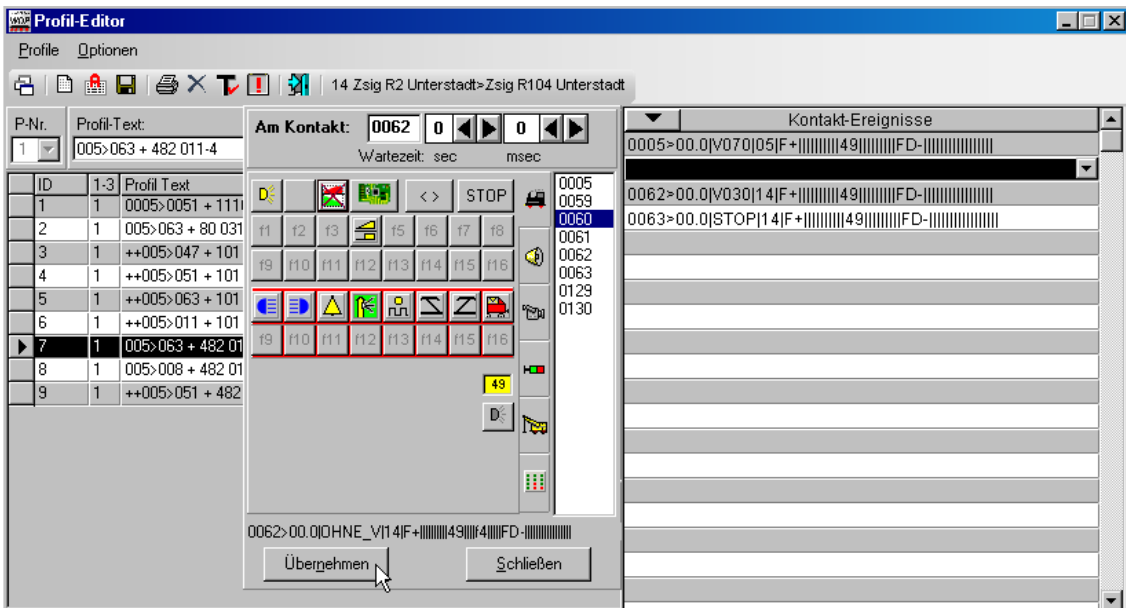 Profil-Editor
Profile Optionen
14 Zsig R2 Unterstadt>Zsig R104 Unterstadt
P-Nr. Profil-Text:
1 005>063 + 482 011-4
ID 1-3 Profil Text
1 1 0005>0051 + 111
2 1 005>063 + 80 031
3 1 ++005>047 + 101
4 1 ++005>051 + 101
5 1 ++005>063 + 101
6 1 ++005>011 + 101
7 1 005>063 + 482 01
8 1 005>008 + 482 01
9 1 ++005>051 + 482
Am Kontakt: 0062 0 0
Wartezeit: sec msec
D < > STOP
f1 f2 f3 f5 f6 f7 f8
f9 f10 f11 f12 f13 f14 f15 f16
f9 f10 f11 f12 f13 f14 f15 f16
49
D
0005
0059
0060
0061
0062
0063
0129
0130
0062>00.0|OHNE_V|14|F+||||||||||49|||||f4|||||FD-||||||||||||||||
Übernehmen Schließen
Kontakt-Ereignisse
0005>00.0|V070|05|F+||||||||||49|||||||||FD-||||||||||||||||
0062>00.0|V030|14|F+||||||||||49|||||||||FD-||||||||||||||||
0063>00.0|STOP|14|F+||||||||||49|||||||||FD-||||||||||||||||